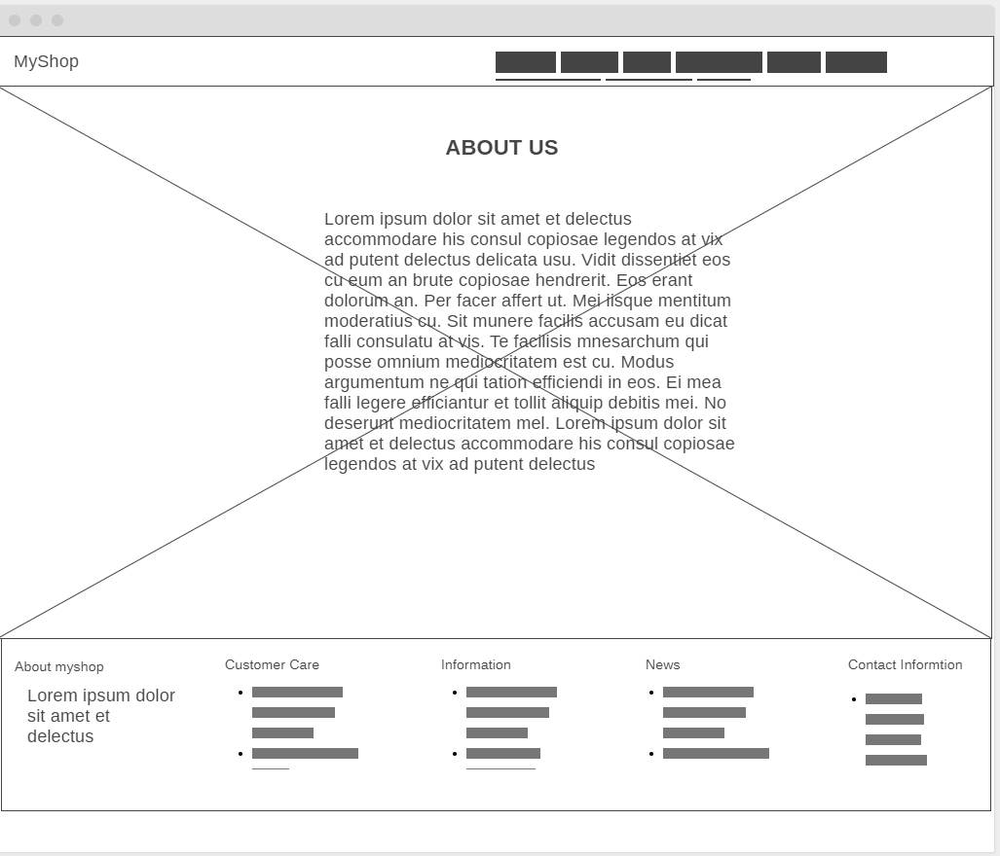 MyShop
ABOUT US
Lorem ipsum dolor sit amet et delectus
accommodare his consul copiosae legendos at vix
ad putent delectus delicata usu. Vidit dissentiet eos
cu eum an brute copiosae hendrerit. Eos erant
dolorum an. Per facer affert ut. Mei iisque mentitum
moderatius cu. Sit munere facilis accusam eu dicat
falli consulatu at vis. Te facilisis mnesarchum qui
posse omnium mediocritatem est cu. Modus
argumentum ne qui tation efficiendi in eos. Ei mea
falli legere efficiantur et tollit aliquip debitis mei. No
deserunt mediocritatem mel. Lorem ipsum dolor sit
amet et delectus accommodare his consul copiosae
legendos at vix ad putent delectus
About myshop
Lorem ipsum dolor
sit amet et
delectus
Customer Care
Information
News
Contact Informtion